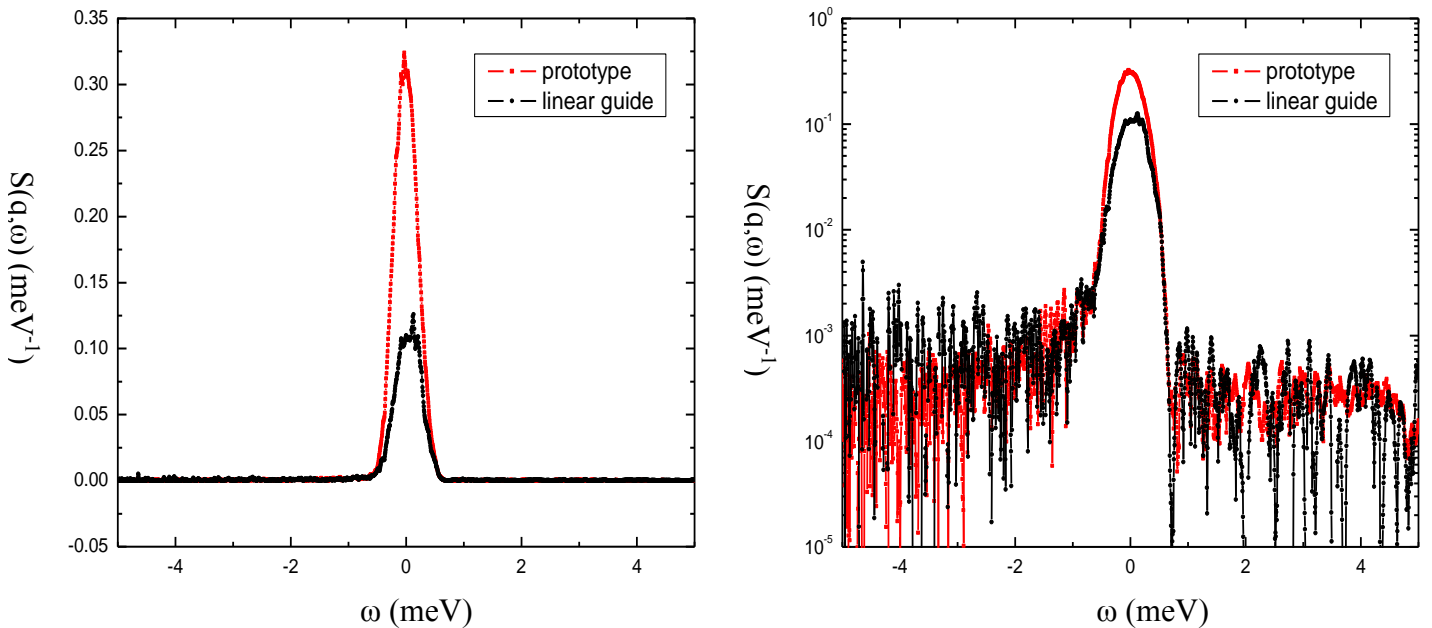 0.35
0.30
0.25
0.20
0.15
0.10
0.05
0.00
-0.05
S(q,ω) (meV⁻¹)
prototype
linear guide
-4 -2 0 2 4
ω (meV)
10⁰
10⁻¹
10⁻²
10⁻³
10⁻⁴
10⁻⁵
S(q,ω) (meV⁻¹)
prototype
linear guide
-4 -2 0 2 4
ω (meV)